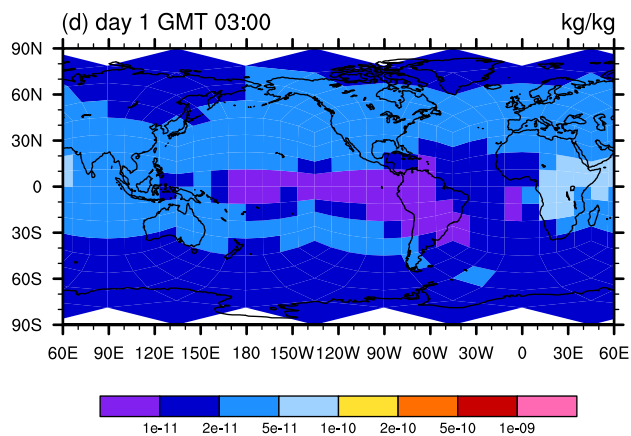 (d) day 1 GMT 03:00 kg/kg
90N
60N
30N
0
30S
60S
90S
60E 90E 120E 150E 180 150W 120W 90W 60W 30W 0 30E 60E
1e-11 2e-11 5e-11 1e-10 2e-10 5e-10 1e-09